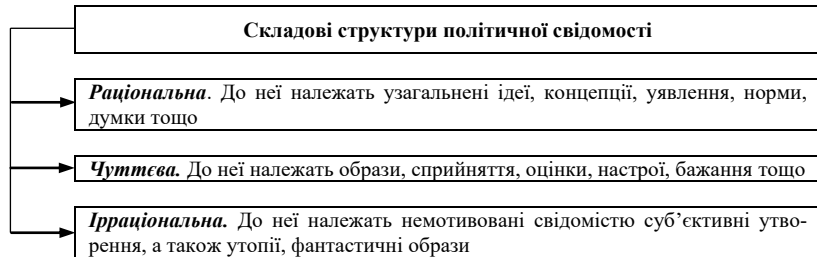 Складові структури політичної свідомості
Раціональна. До неї належать узагальнені ідеї, концепції, уявлення, норми,
думки тощо
Чуттєва. До неї належать образи, сприйняття, оцінки, настрої, бажання тощо
Ірраціональна. До неї належать немотивовані свідомістю суб’єктивні утво-
рення, а також утопії, фантастичні образи